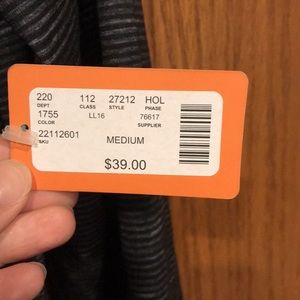 220 112 27212 HOL
DEPT CLASS STYLE PHASE
1755 LL16 76617
COLOR SUPPLIER
22112601
SKU MEDIUM
$39.00